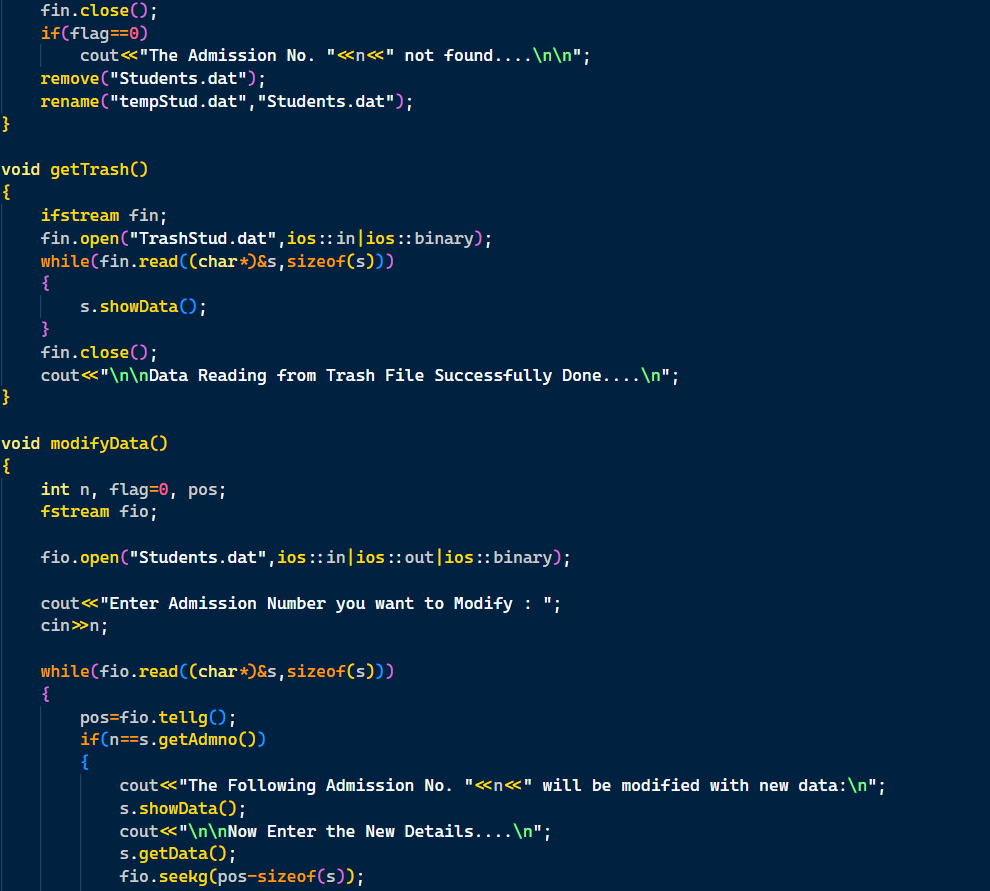 fin.close();
    if(flag==0)
        cout<<"The Admission No. "<<n<<" not found....\n\n";
    remove("Students.dat");
    rename("tempStud.dat","Students.dat");
}

void getTrash()
{
    ifstream fin;
    fin.open("TrashStud.dat",ios::in|ios::binary);
    while(fin.read((char*)&s,sizeof(s)))
    {
        s.showData();
    }
    fin.close();
    cout<<"\n\nData Reading from Trash File Successfully Done....\n";
}

void modifyData()
{
    int n, flag=0, pos;
    fstream fio;

    fio.open("Students.dat",ios::in|ios::out|ios::binary);

    cout<<"Enter Admission Number you want to Modify : ";
    cin>>n;

    while(fio.read((char*)&s,sizeof(s)))
    {
        pos=fio.tellg();
        if(n==s.getAdmno())
        {
            cout<<"The Following Admission No. "<<n<<" will be modified with new data:\n";
            s.showData();
            cout<<"\n\nNow Enter the New Details....\n";
            s.getData();
            fio.seekg(pos-sizeof(s));